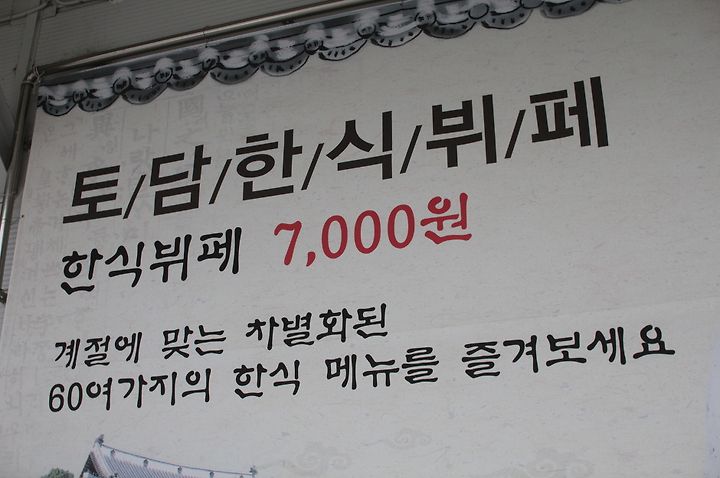 토/담/한/식/뷔/페
한식뷔페 7,000원
계절에 맞는 차별화된
60여가지의 한식 메뉴를 즐겨보세요